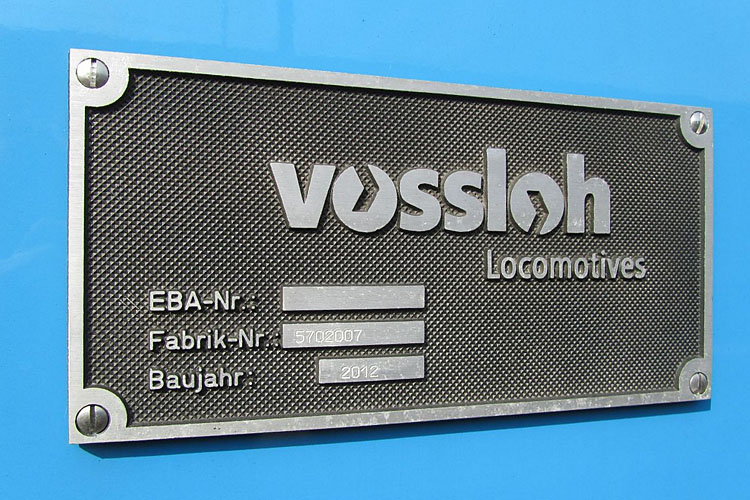 vossloh
Locomotives
EBA-Nr.:
Fabrik-Nr.: 5702007
Baujahr: 2012